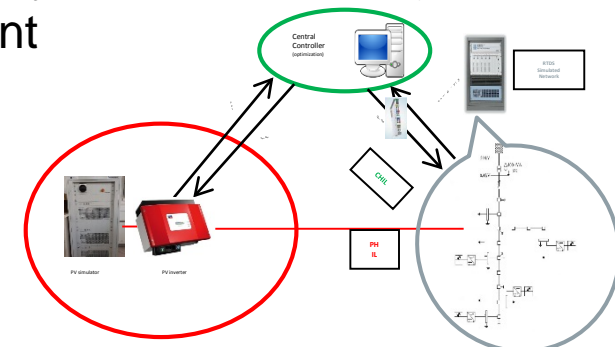 nt
Central
Controller
(optimization)
RTDS
Simulated
Network
CHIL
PH
IL
PV simulator
PV inverter